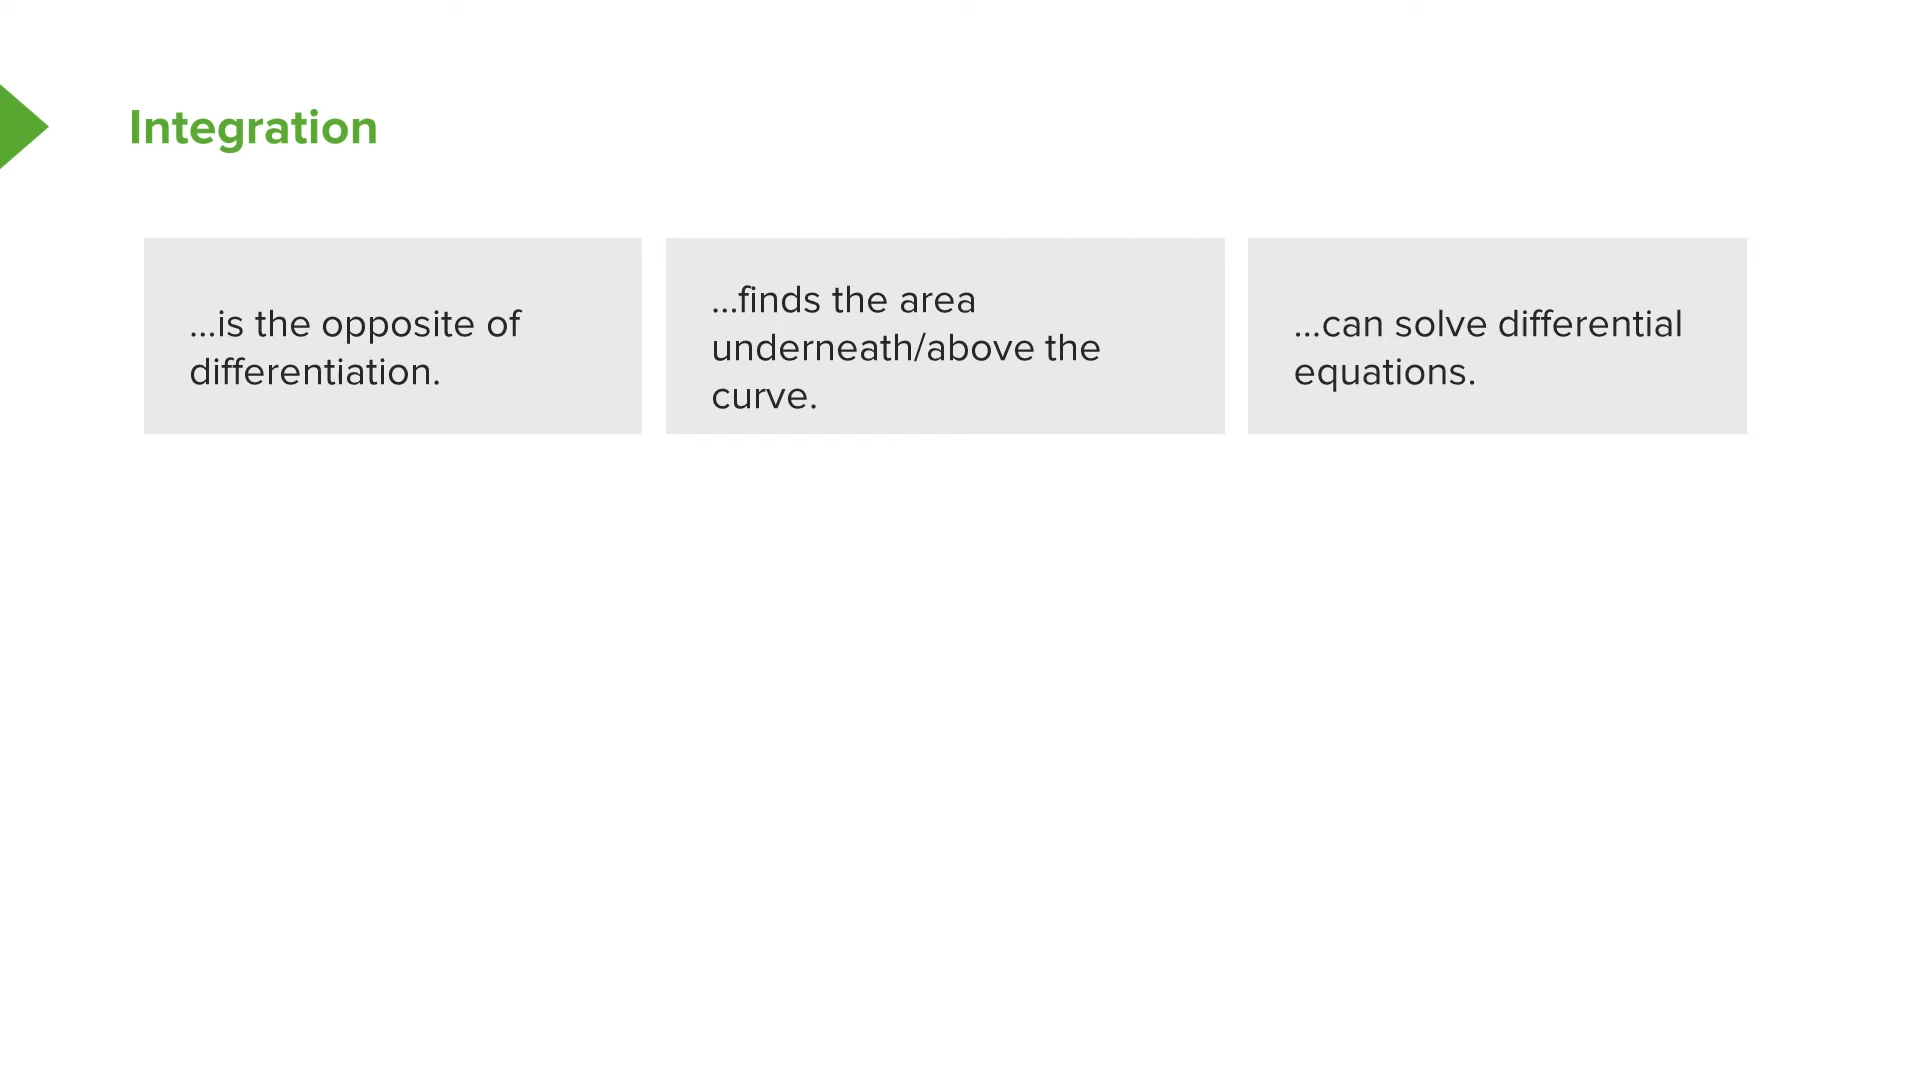 Integration
...is the opposite of
differentiation.
...finds the area
underneath/above the
curve.
...can solve differential
equations.